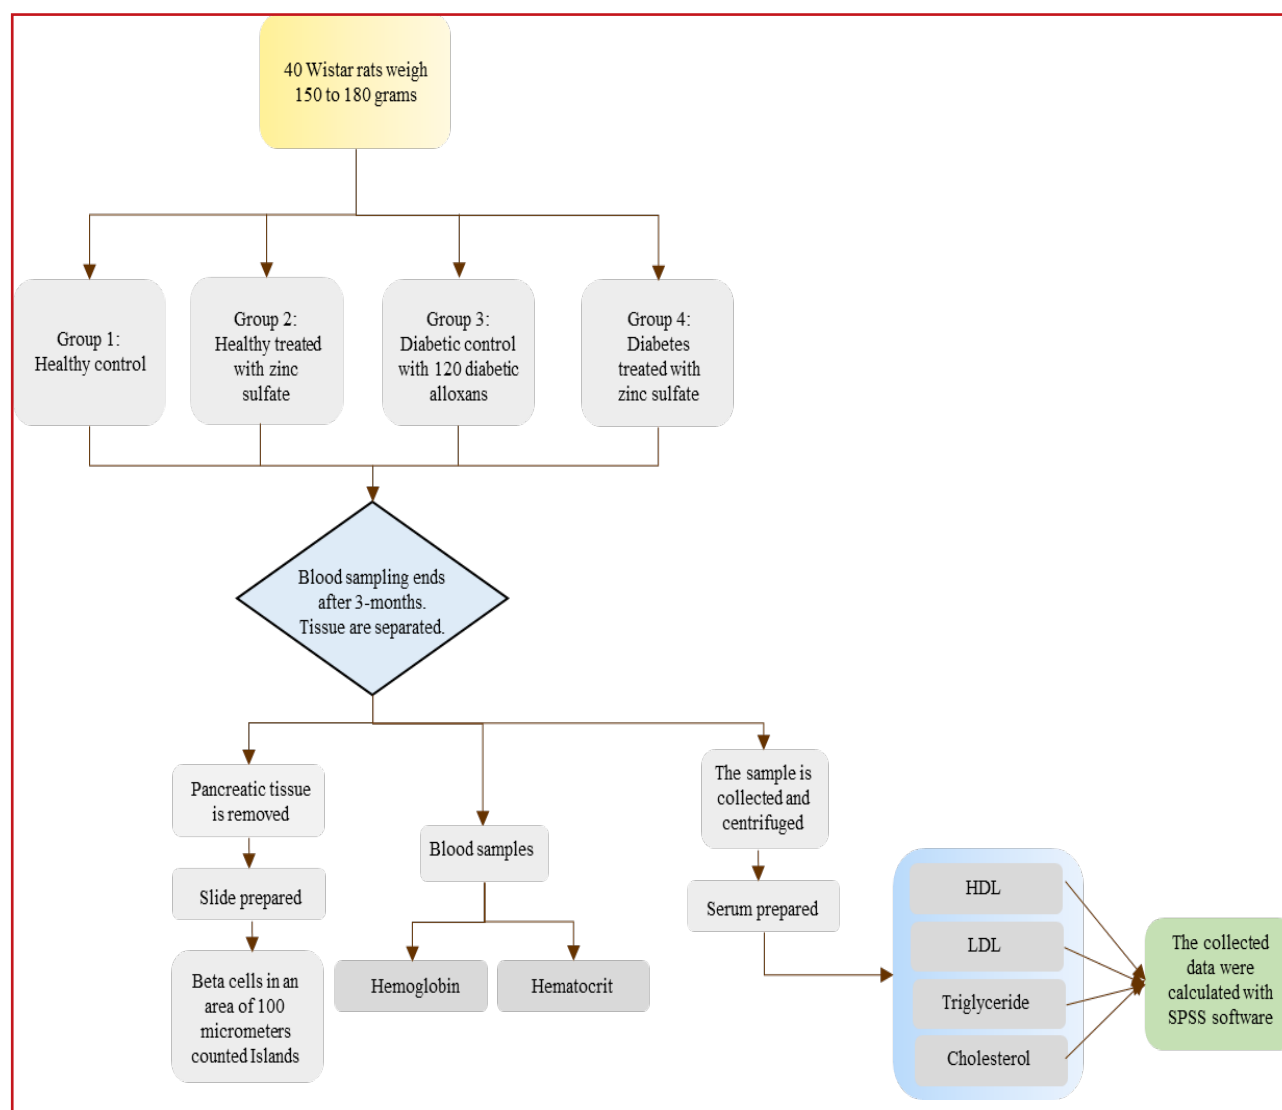 40 Wistar rats weigh
150 to 180 grams
Group 1:
Healthy control
Group 2:
Healthy treated
with zinc
sulfate
Group 3:
Diabetic control
with 120 diabetic
alloxans
Group 4:
Diabetes
treated with
zinc sulfate
Blood sampling ends
after 3-months.
Tissue are separated.
Pancreatic tissue
is removed
Slide prepared
Beta cells in an
area of 100
micrometers
counted Islands
Blood samples
Hemoglobin
Hematocrit
The sample is
collected and
centrifuged
Serum prepared
HDL
LDL
Triglyceride
Cholesterol
The collected
data were
calculated with
SPSS software